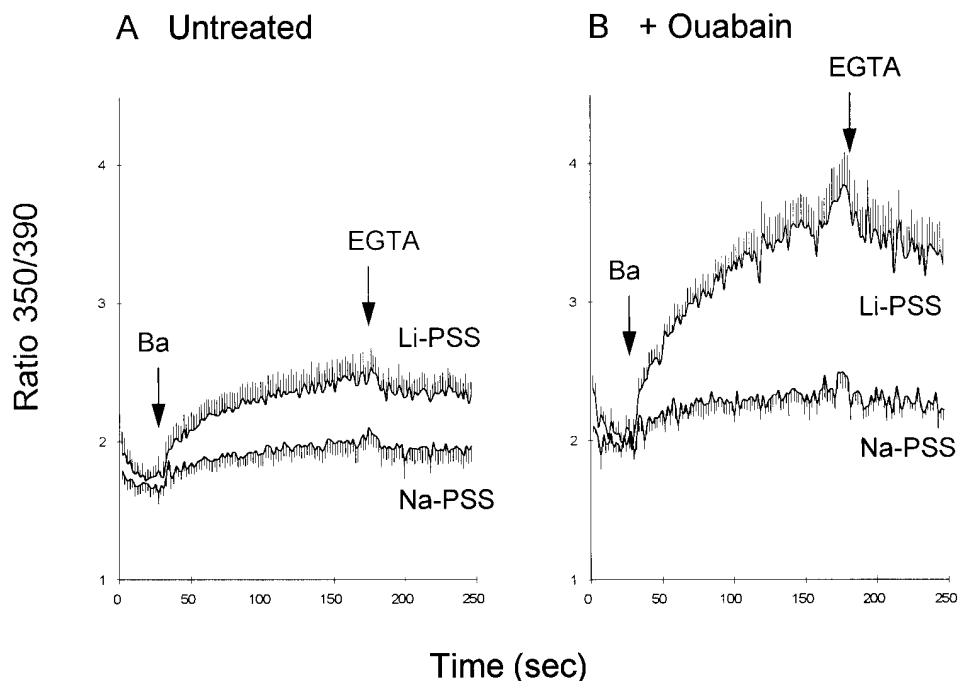 A Untreated
B + Ouabain
Ratio 350/390
4
3
2
1
EGTA
Ba
Li-PSS
Na-PSS
0 50 100 150 200 250
4
3
2
1
EGTA
Ba
Li-PSS
Na-PSS
0 50 100 150 200 250
Time (sec)